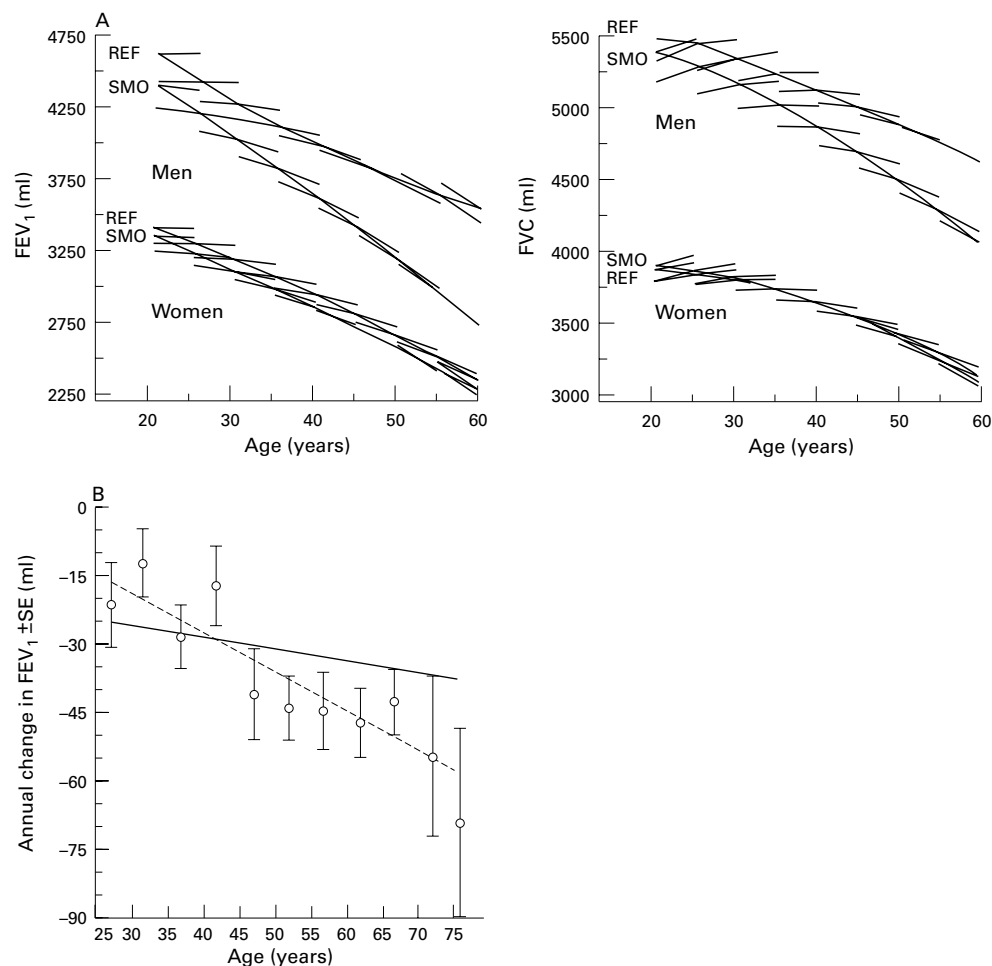 A
4750
4250
3750
3250
2750
2250
FEV1 (ml)
REF
SMO
Men
REF
SMO
Women
20 30 40 50 60
Age (years)
5500
5000
4500
4000
3500
3000
FVC (ml)
REF
SMO
Men
SMO
REF
Women
20 30 40 50 60
Age (years)
B
0
–15
–30
–45
–60
–75
–90
Annual change in FEV1 ±SE (ml)
25 30 35 40 45 50 55 60 65 70 75
Age (years)